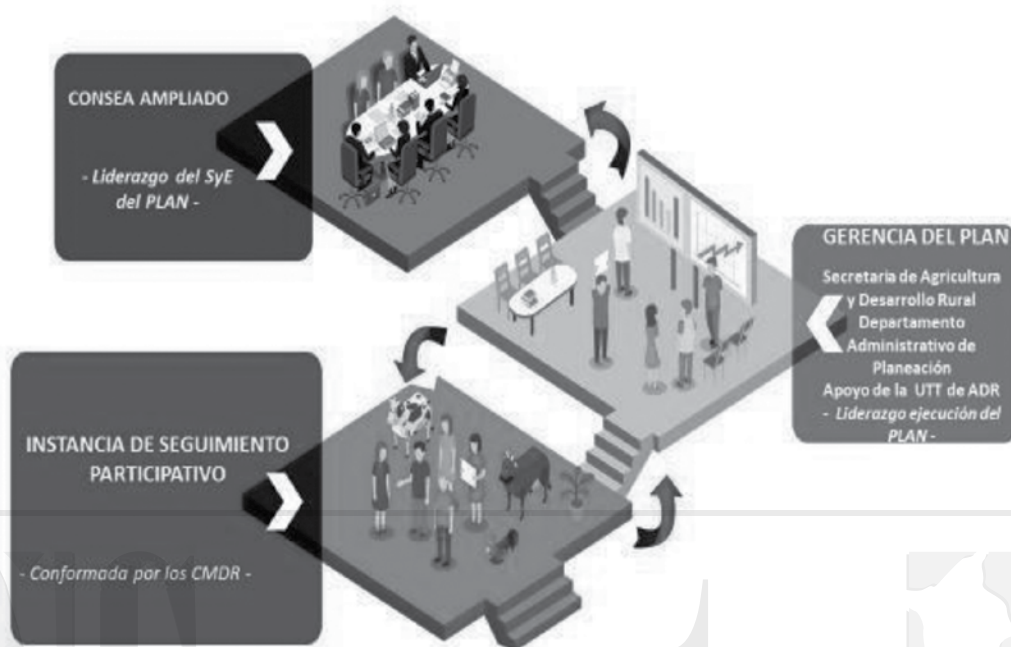 CONSEA AMPLIADO
- Liderazgo del SyE
del PLAN -
GERENCIA DEL PLAN
Secretaria de Agricultura
y Desarrollo Rural
Departamento
Administrativo de
Planeación
Apoyo de la UTT de ADR
- Liderazgo ejecución del
PLAN -
INSTANCIA DE SEGUIMIENTO
PARTICIPATIVO
- Conformada por los CMDR -